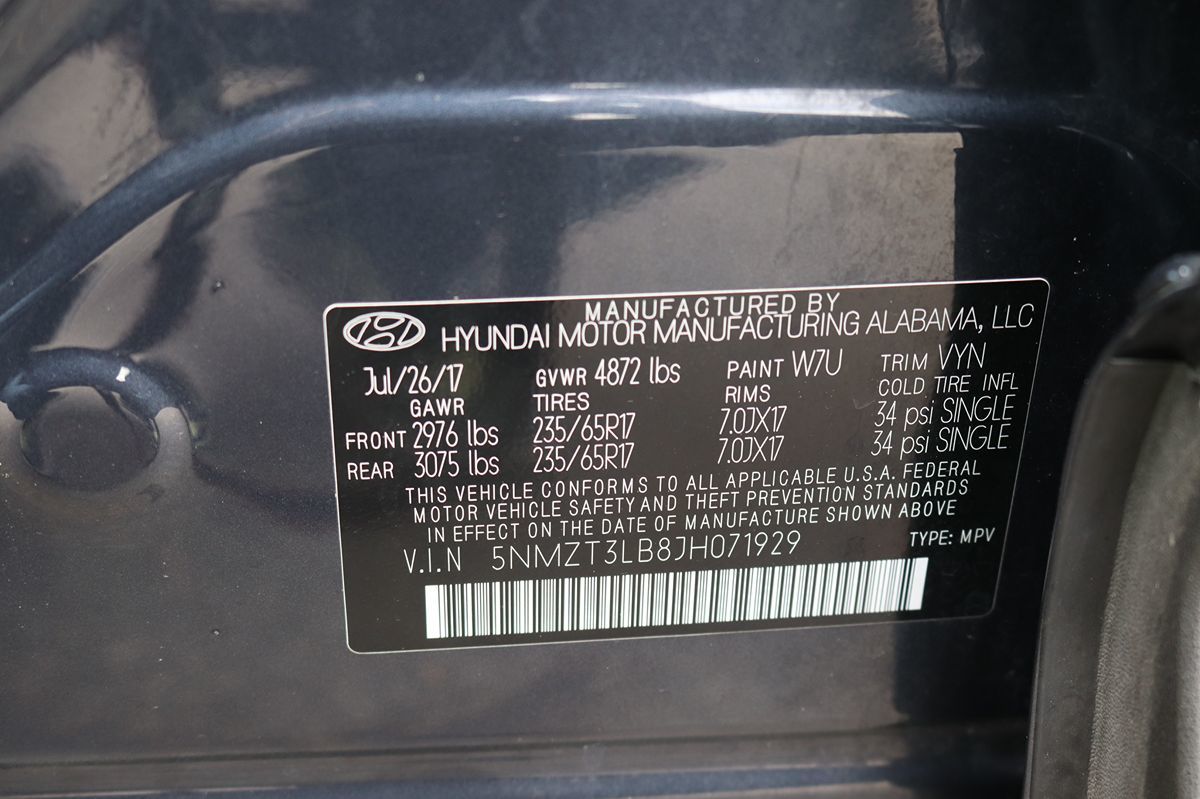 MANUFACTURED BY
HYUNDAI MOTOR MANUFACTURING ALABAMA, LLC
Jul/26/17 GVWR 4872 lbs PAINT W7U TRIM VYN
GAWR TIRES RIMS COLD TIRE INFL
FRONT 2976 lbs 235/65R17 7.0JX17 34 psi SINGLE
REAR 3075 lbs 235/65R17 7.0JX17 34 psi SINGLE
THIS VEHICLE CONFORMS TO ALL APPLICABLE U.S.A. FEDERAL
MOTOR VEHICLE SAFETY AND THEFT PREVENTION STANDARDS
IN EFFECT ON THE DATE OF MANUFACTURE SHOWN ABOVE
V.I.N 5NMZT3LB8JH071929 TYPE: MPV